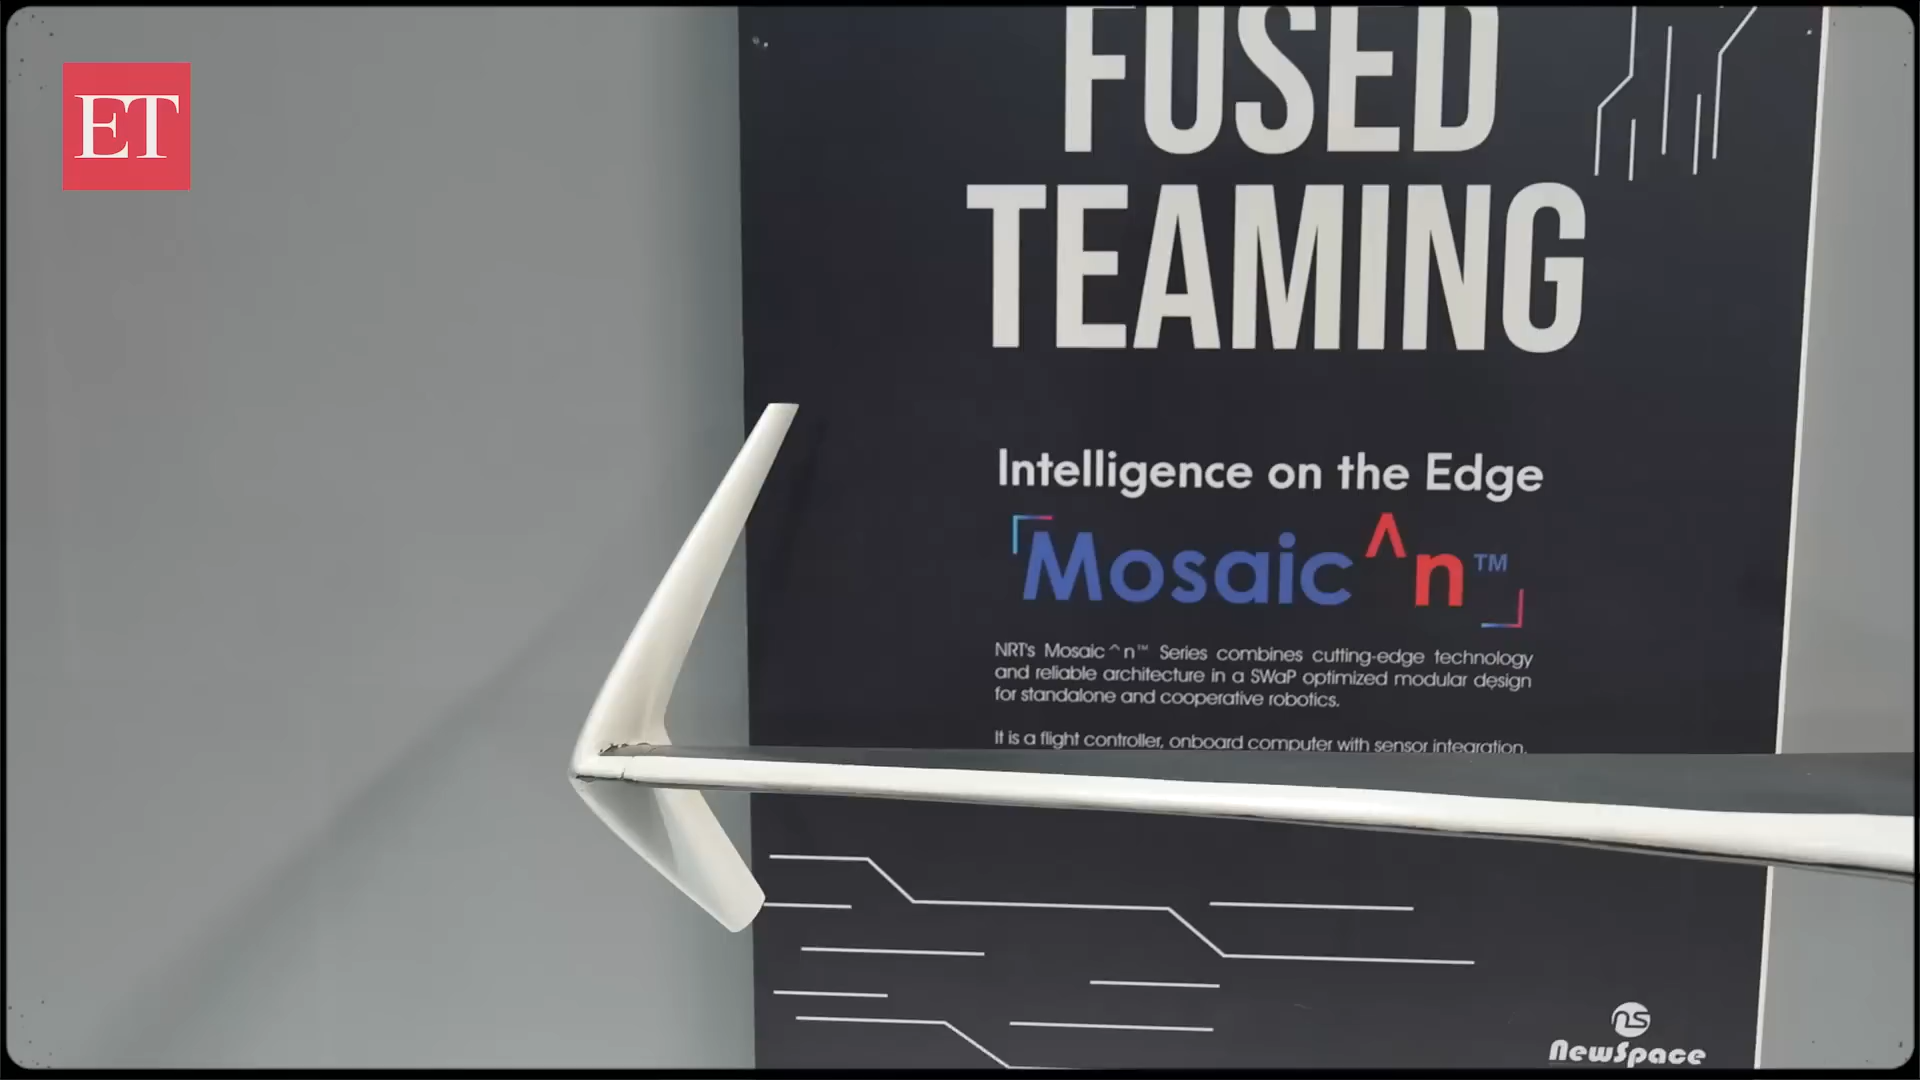 ET
FUSED
TEAMING
Intelligence on the Edge
Mosaic^n™
NRT's Mosaic^n™ Series combines cutting-edge technology
and reliable architecture in a SWaP optimized modular design
for standalone and cooperative robotics.
It is a flight controller, onboard computer with sensor integration,
ns
NewSpace